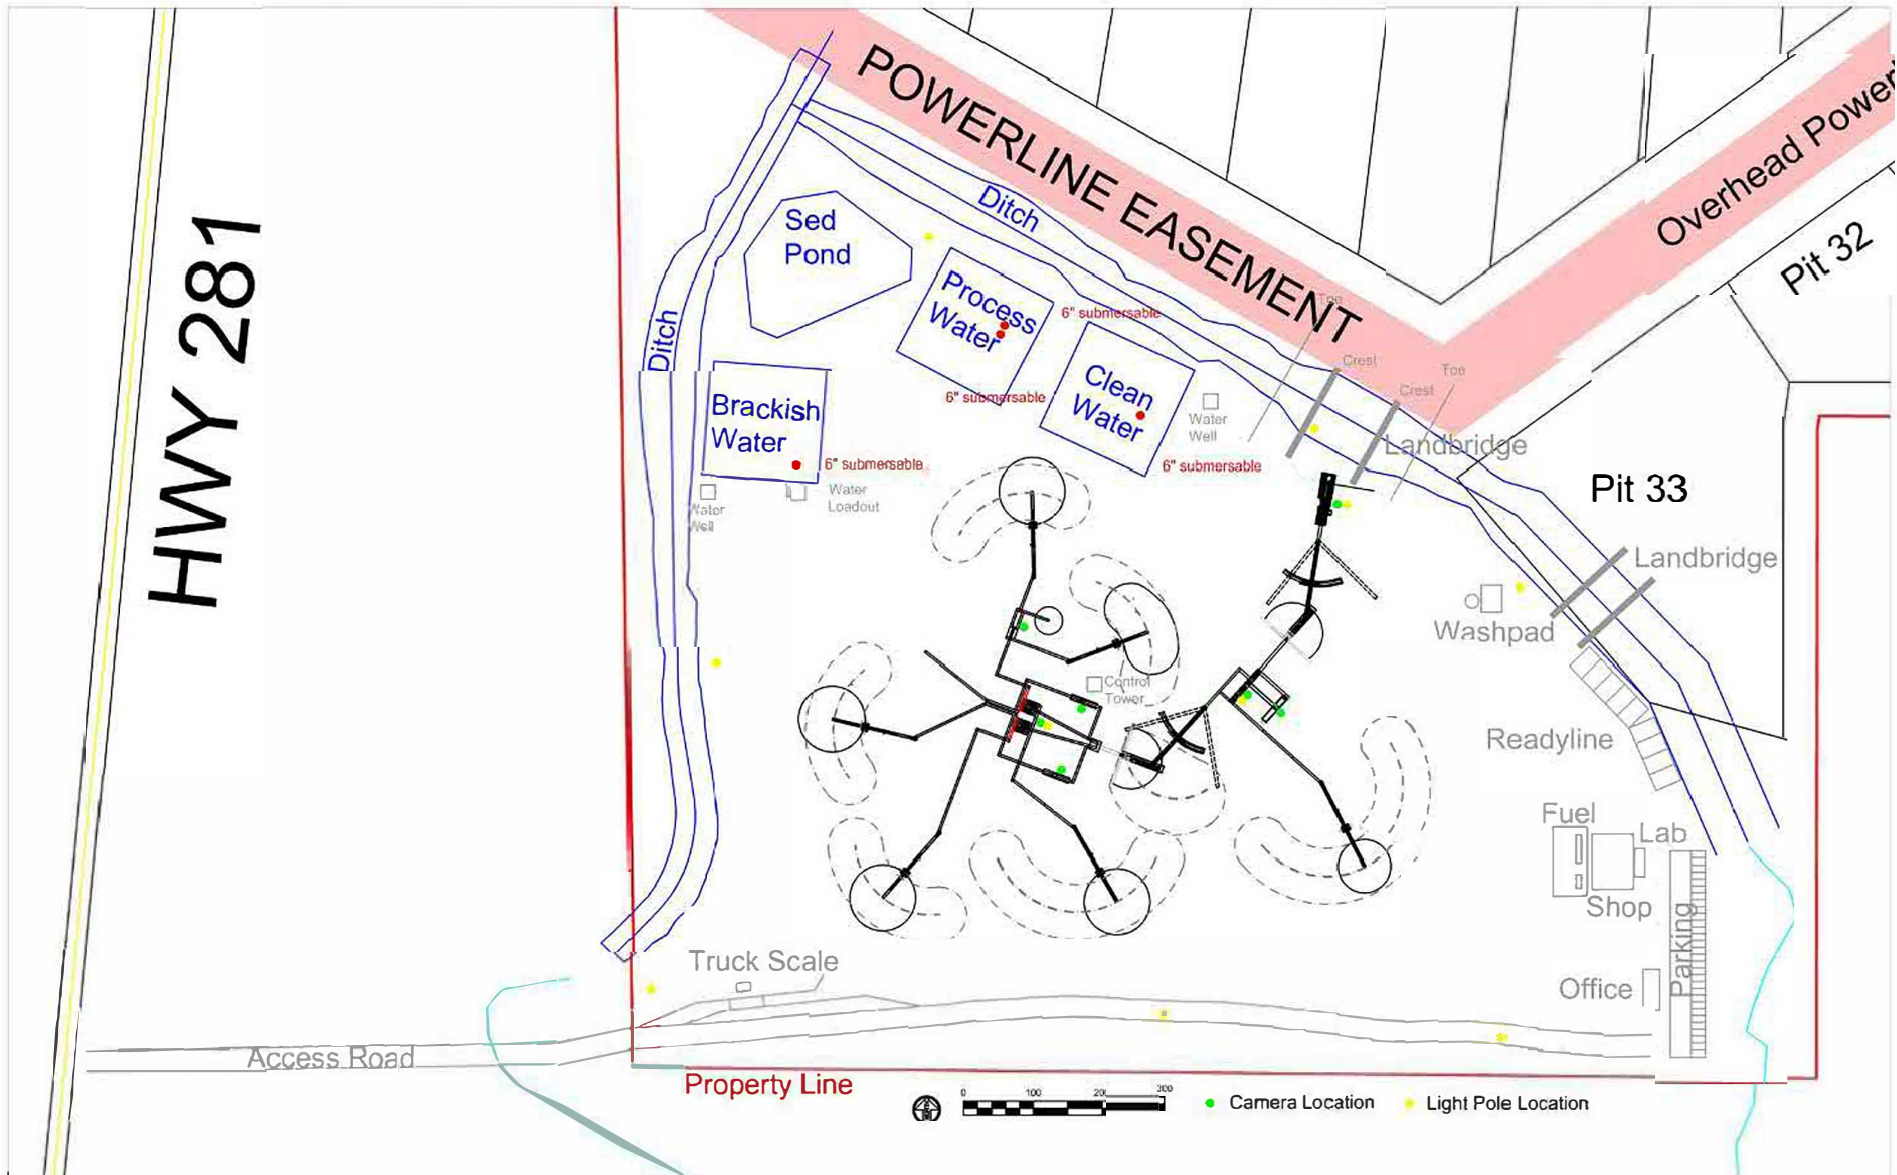 HWY 281
POWERLINE EASEMENT
Overhead Power
Pit 32
Pit 33
Ditch
Sed
Pond
Ditch
Process
Water
6" submersable
6" submersable
Clean
Water
6" submersable
Water
Well
Brackish
Water
6" submersable
Water
Well
Water
Loadout
Toe
Crest
Crest
Toe
Landbridge
Landbridge
Washpad
Control
Tower
Readyline
Fuel
Lab
Shop
Parking
Office
Truck Scale
Access Road
Property Line
0 100 200 300
Camera Location
Light Pole Location